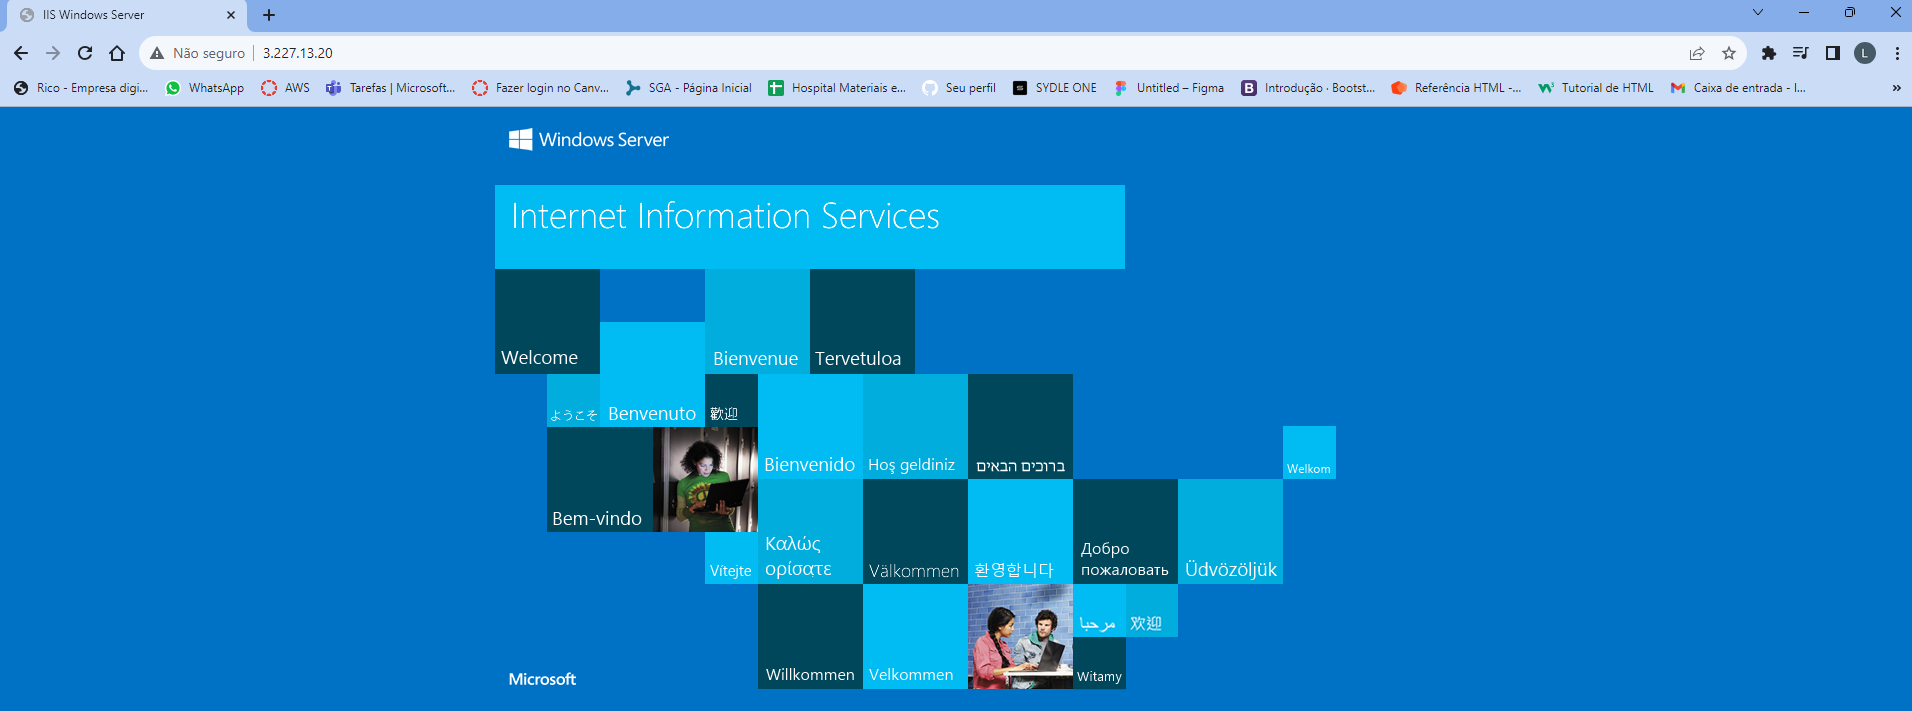 IIS Windows Server
Não seguro
3.227.13.20
L
Rico - Empresa digi...
WhatsApp
AWS
Tarefas | Microsoft...
Fazer login no Canv...
SGA - Página Inicial
Hospital Materiais e...
Seu perfil
SYDLE ONE
Untitled – Figma
Introdução · Bootst...
Referência HTML -...
Tutorial de HTML
Caixa de entrada - l...
Windows Server
Internet Information Services
Welcome
Bienvenue
Tervetuloa
ようこそ
Benvenuto
歡迎
Bienvenido
Hoş geldiniz
ברוכים הבאים
Welkom
Bem-vindo
Vítejte
Καλώς
ορίσατε
Välkommen
환영합니다
Добро
пожаловать
Üdvözöljük
Microsoft
Willkommen
Velkommen
مرحبا
欢迎
Witamy